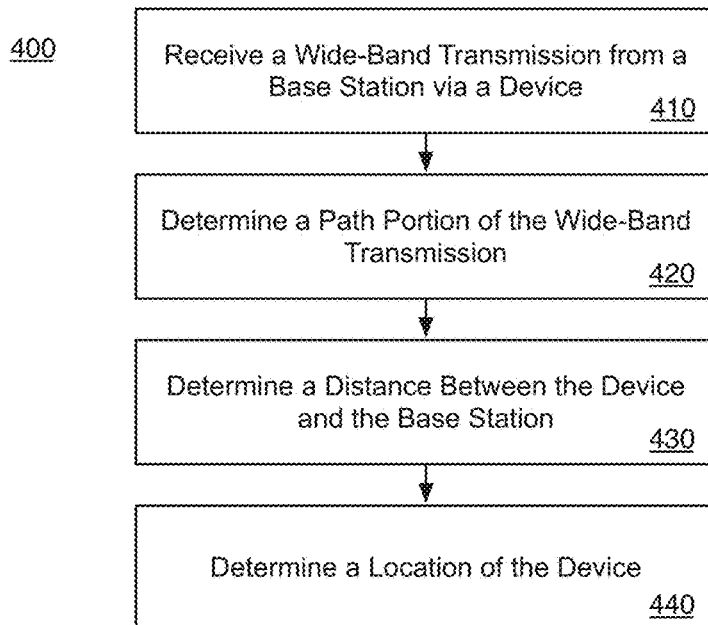 400
Receive a Wide-Band Transmission from a
Base Station via a Device
410
Determine a Path Portion of the Wide-Band
Transmission
420
Determine a Distance Between the Device
and the Base Station
430
Determine a Location of the Device
440